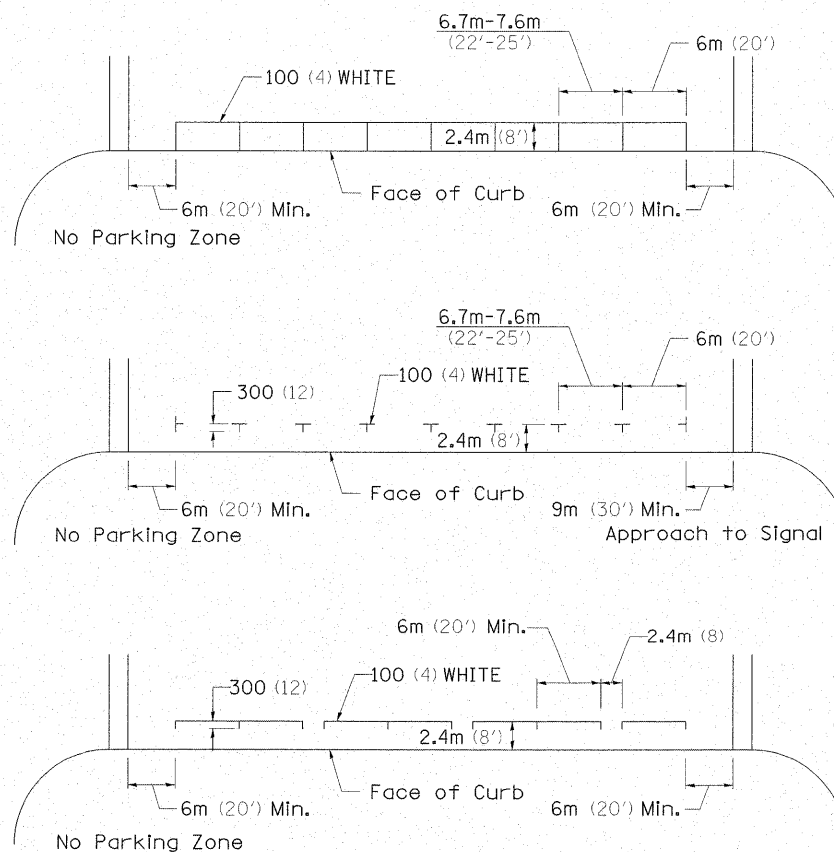 6.7m-7.6m
(22'-25')
6m (20')
100 (4) WHITE
2.4m (8')
Face of Curb
6m (20') Min.
6m (20') Min.
No Parking Zone
6.7m-7.6m
(22'-25')
6m (20')
300 (12)
100 (4) WHITE
2.4m (8')
Face of Curb
6m (20') Min.
9m (30') Min.
No Parking Zone
Approach to Signal
6m (20') Min.
2.4m (8)
300 (12)
100 (4) WHITE
2.4m (8')
Face of Curb
6m (20') Min.
6m (20') Min.
No Parking Zone